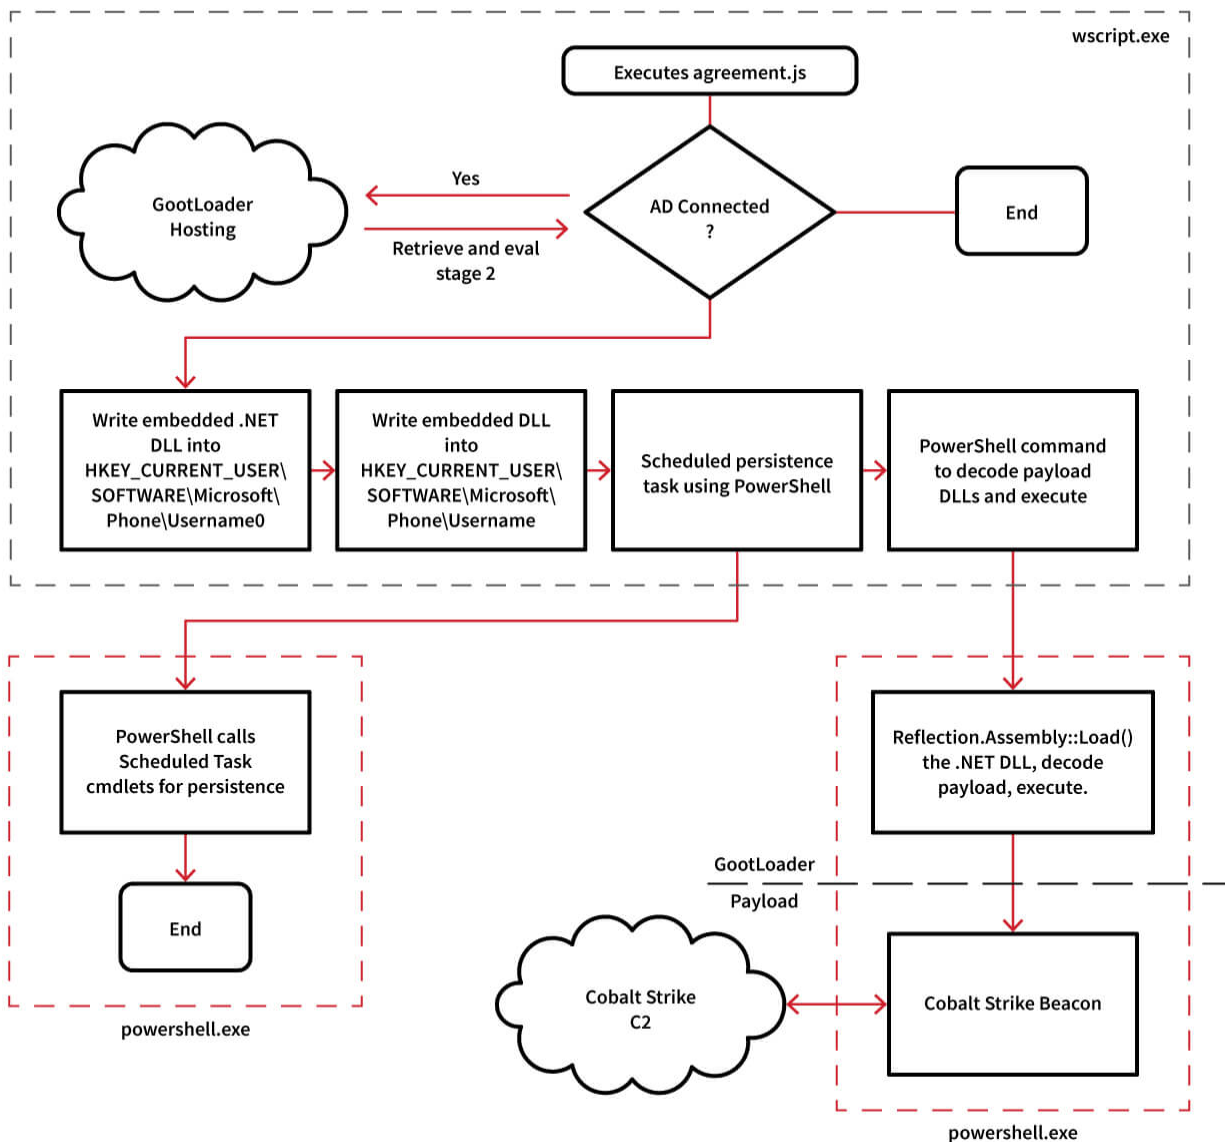 wscript.exe
Executes agreement.js
GootLoader
Hosting
Yes
Retrieve and eval
stage 2
AD Connected
?
End
Write embedded .NET
DLL into
HKEY_CURRENT_USER\
SOFTWARE\Microsoft\
Phone\Username0
Write embedded DLL
into
HKEY_CURRENT_USER\
SOFTWARE\Microsoft\
Phone\Username
Scheduled persistence
task using PowerShell
PowerShell command
to decode payload
DLLs and execute
PowerShell calls
Scheduled Task
cmdlets for persistence
End
powershell.exe
Reflection.Assembly::Load()
the .NET DLL, decode
payload, execute.
GootLoader
Payload
Cobalt Strike
C2
Cobalt Strike Beacon
powershell.exe